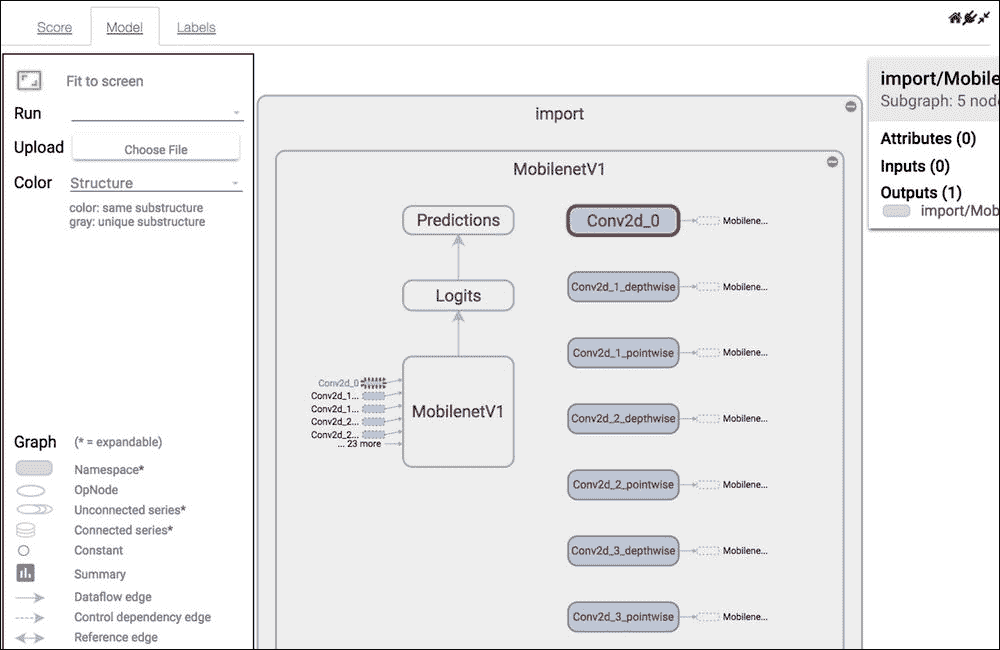 Score
Model
Labels
Fit to screen
Run
Upload
Choose File
Color
Structure
color: same substructure
gray: unique substructure
Graph
(* = expandable)
Namespace*
OpNode
Unconnected series*
Connected series*
Constant
Summary
Dataflow edge
Control dependency edge
Reference edge
import
MobilenetV1
Predictions
Logits
MobilenetV1
Conv2d_0
Conv2d_1...
Conv2d_1...
Conv2d_2...
Conv2d_2...
... 23 more
Conv2d_0
Mobilene...
Conv2d_1_depthwise
Mobilene...
Conv2d_1_pointwise
Mobilene...
Conv2d_2_depthwise
Mobilene...
Conv2d_2_pointwise
Mobilene...
Conv2d_3_depthwise
Mobilene...
Conv2d_3_pointwise
Mobilene...
import/Mobile
Subgraph: 5 node
Attributes (0)
Inputs (0)
Outputs (1)
import/Mob